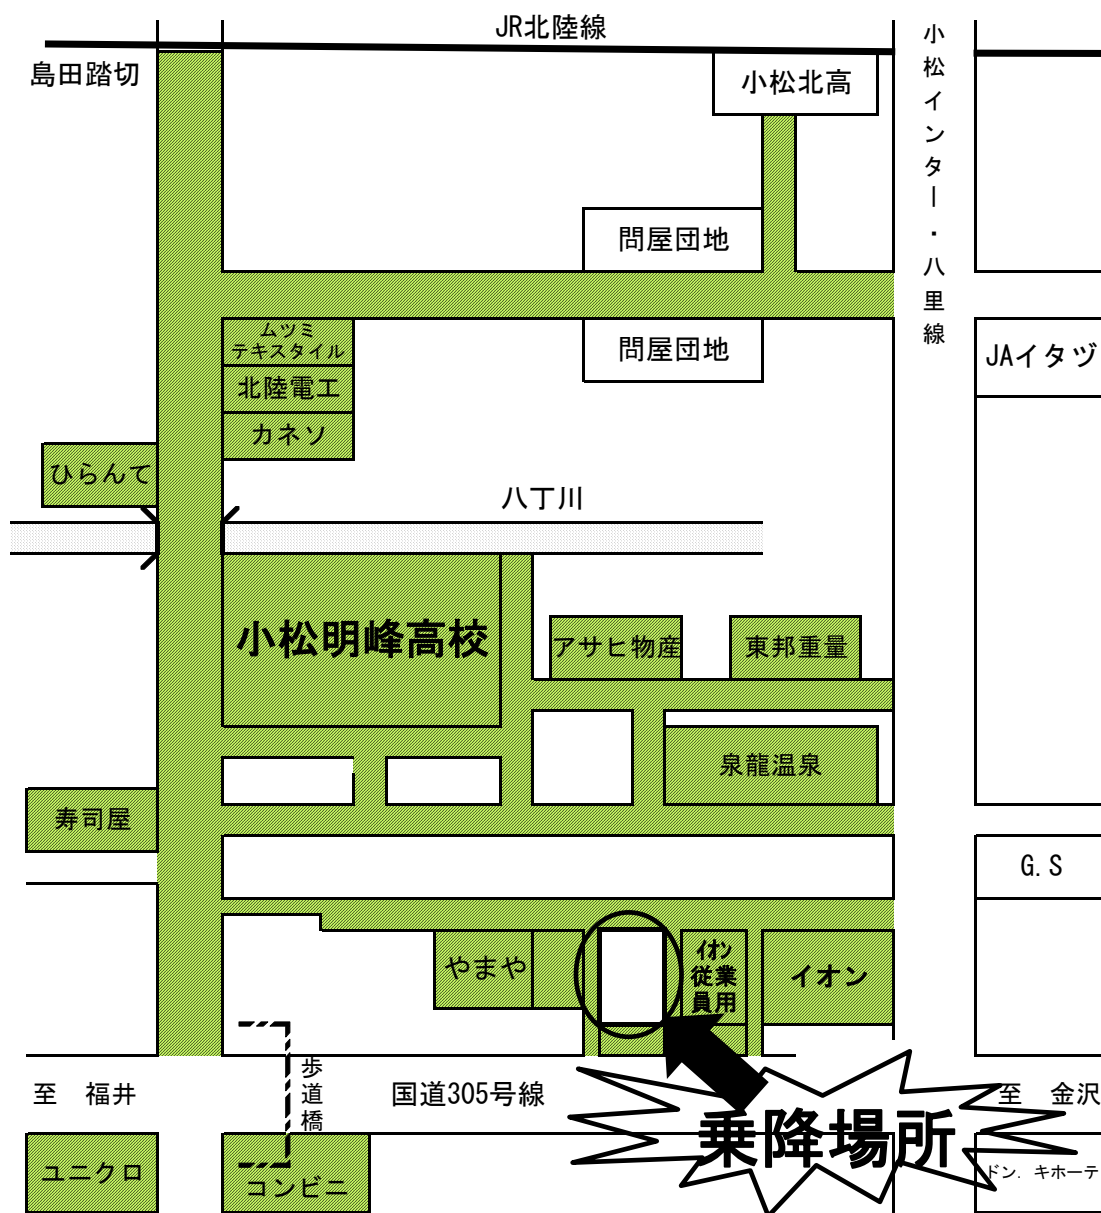 JR北陸線
島田踏切
小松北高
小松インター・八里線
問屋団地
ムツミ
テキスタイル
問屋団地
JAイタヅ
北陸電工
カネソ
ひらんて
八丁川
小松明峰高校
アサヒ物産
東邦重量
泉龍温泉
寿司屋
G.S
やまや
イオン
従業
員用
イオン
歩道橋
至 福井
国道305号線
至 金沢
乗降場所
ユニクロ
コンビニ
ドン．キホーテ